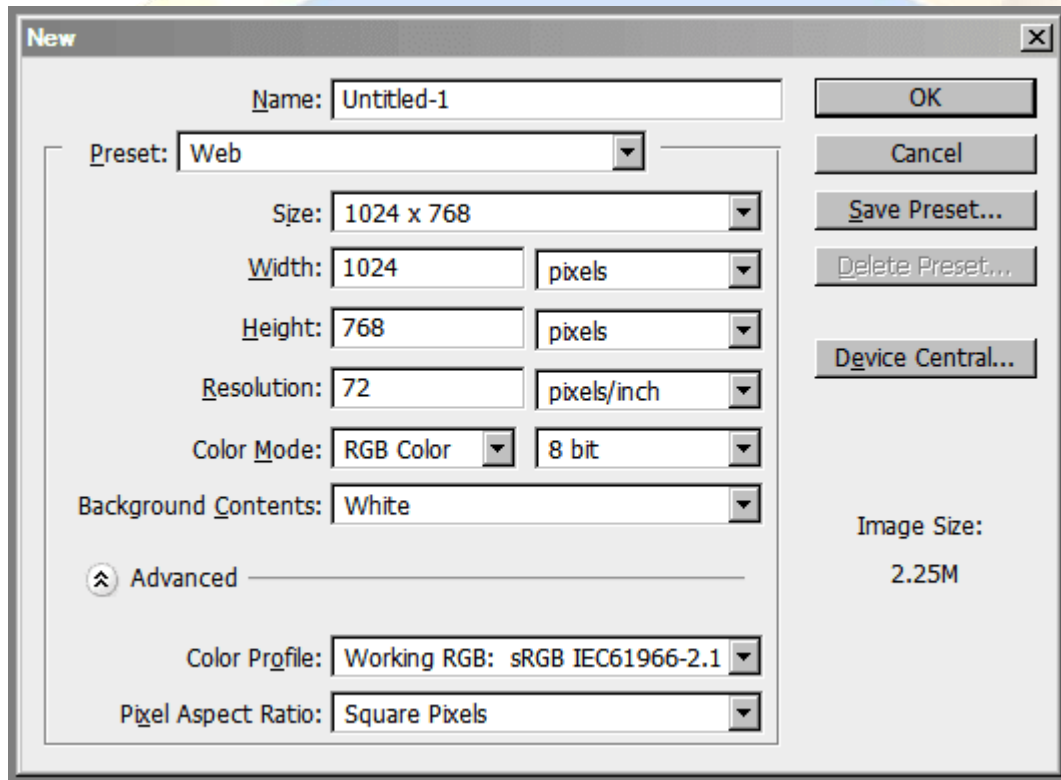 New
Name: Untitled-1
OK
Preset: Web
Cancel
Size: 1024 x 768
Save Preset...
Width: 1024 pixels
Delete Preset...
Height: 768 pixels
Device Central...
Resolution: 72 pixels/inch
Color Mode: RGB Color 8 bit
Background Contents: White
Image Size:
2.25M
Advanced
Color Profile: Working RGB: sRGB IEC61966-2.1
Pixel Aspect Ratio: Square Pixels